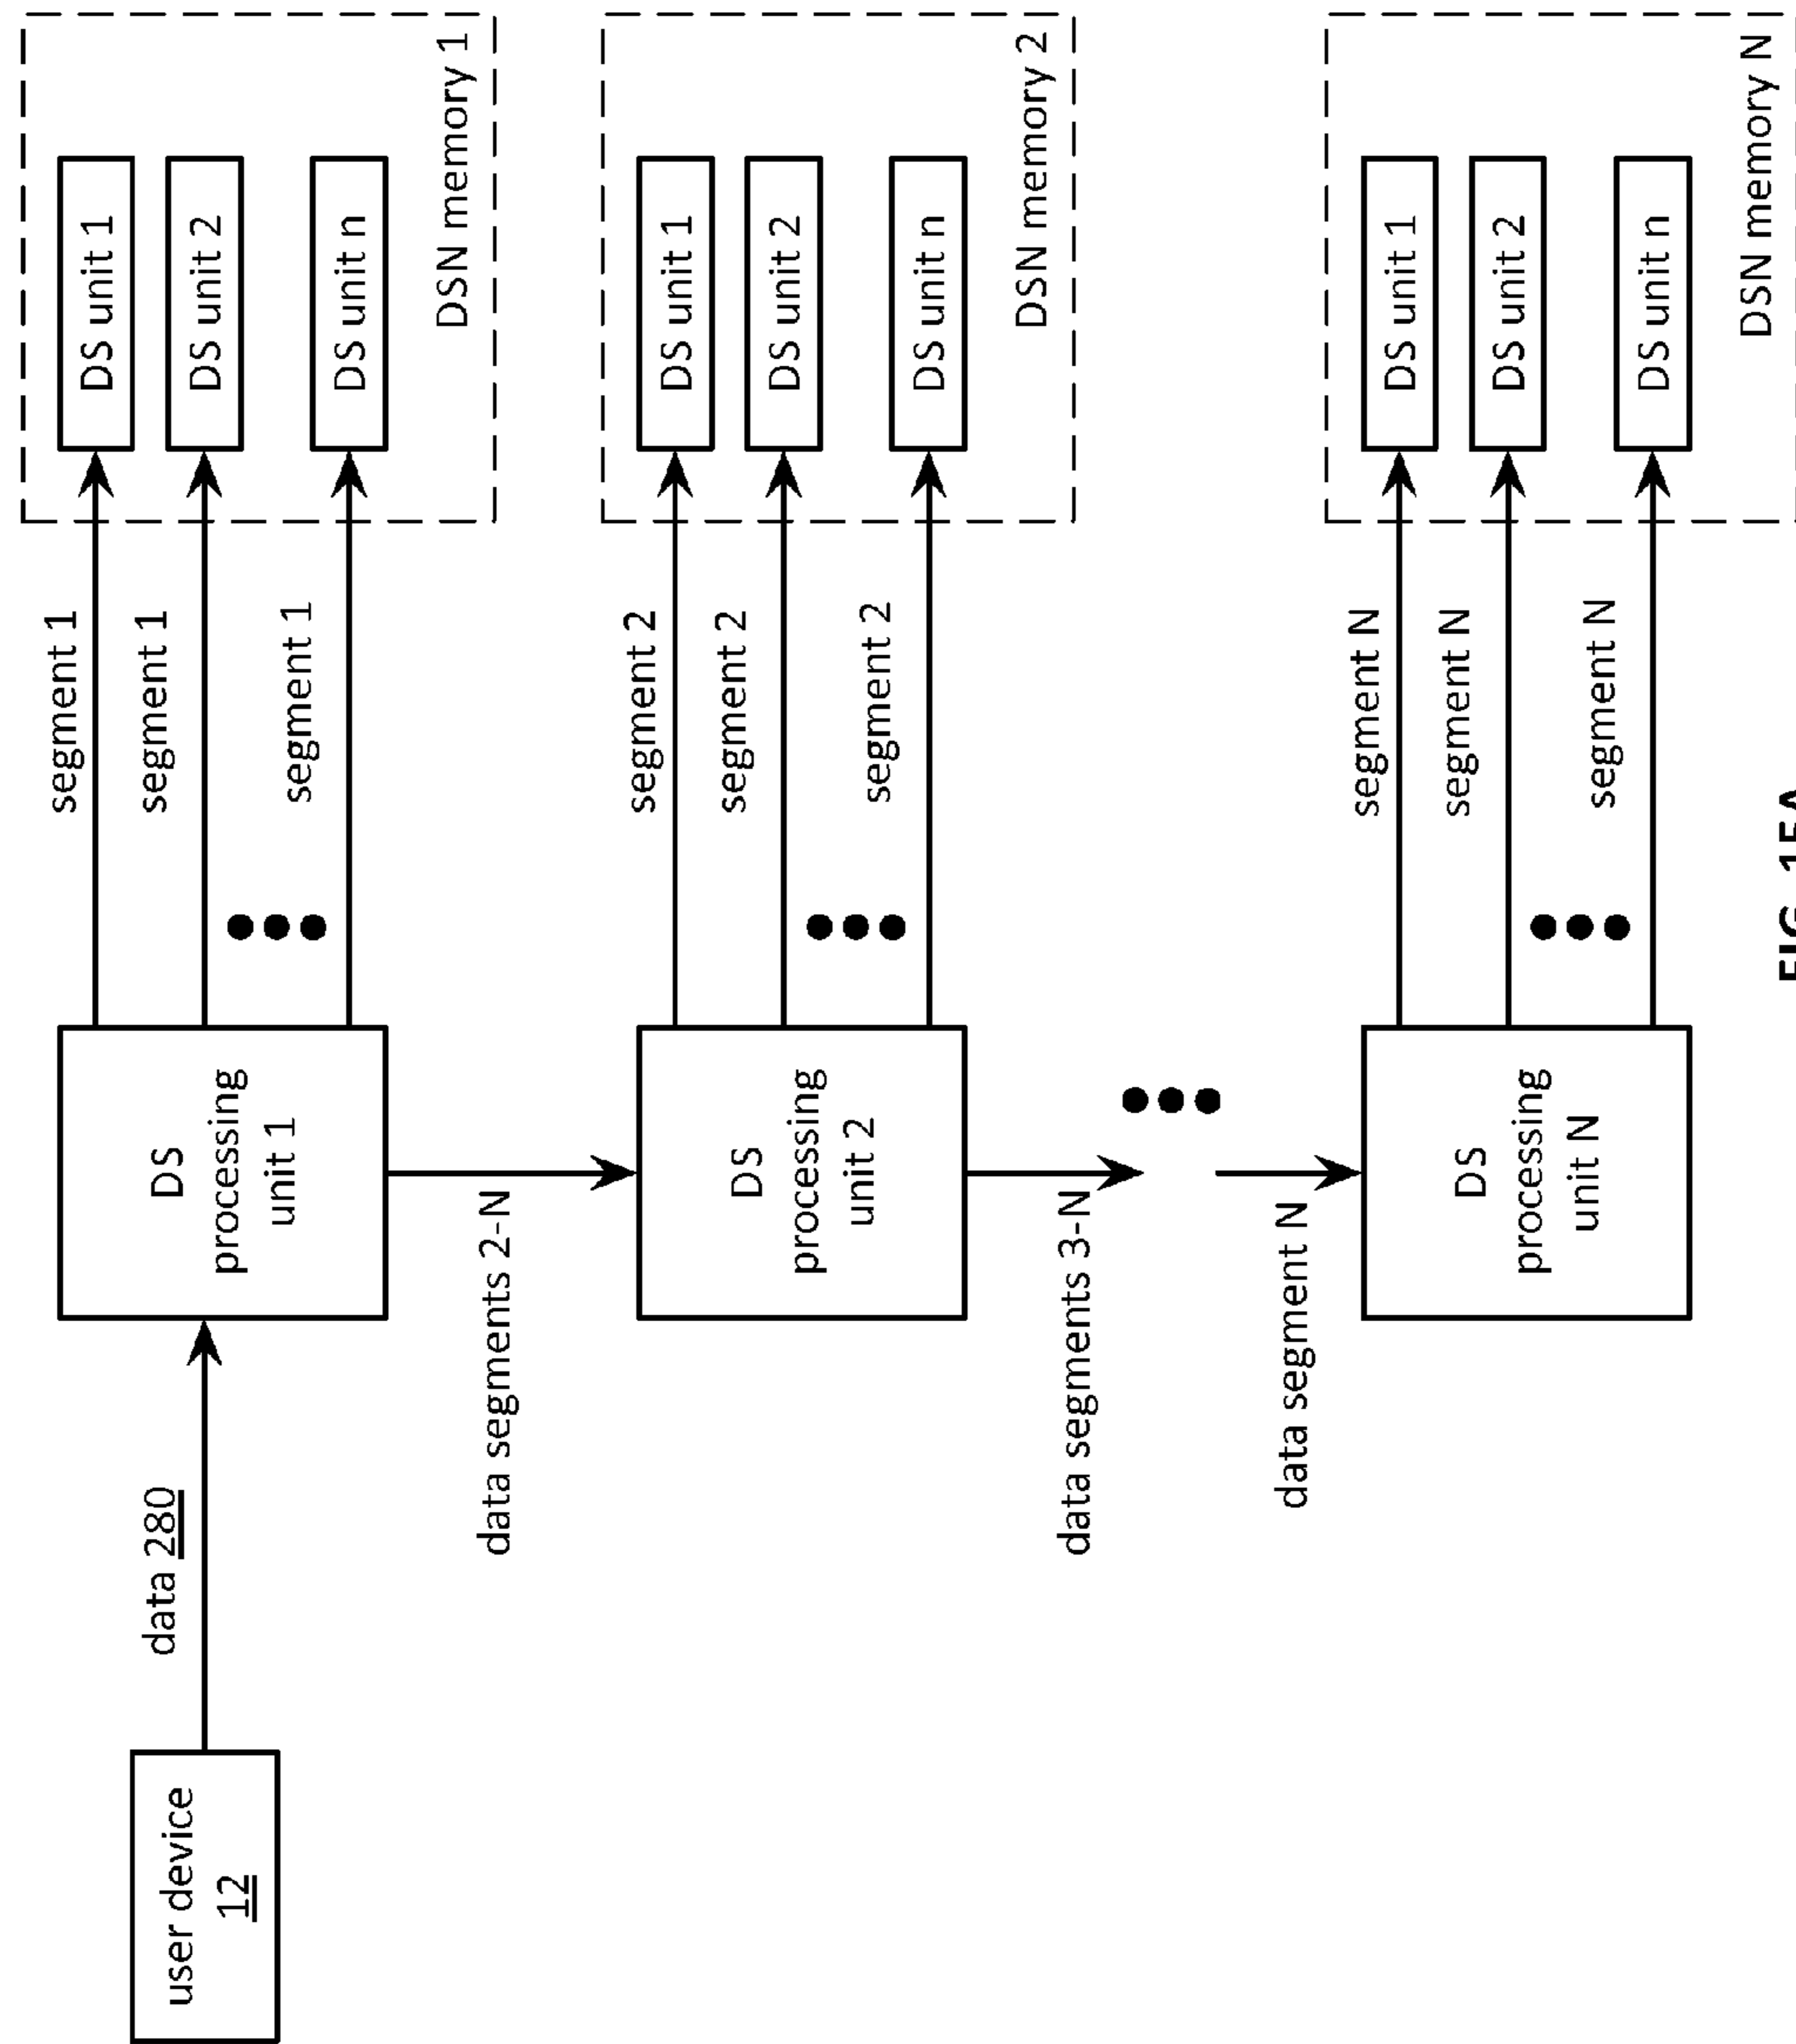 user device
12
data 280
DS
processing
unit 1
segment 1
segment 1
segment 1
DS unit 1
DS unit 2
DS unit n
DSN memory 1
data segments 2-N
DS
processing
unit 2
segment 2
segment 2
segment 2
DS unit 1
DS unit 2
DS unit n
DSN memory 2
data segments 3-N
data segment N
DS
processing
unit N
segment N
segment N
segment N
DS unit 1
DS unit 2
DS unit n
DSN memory N
FIG. 15A